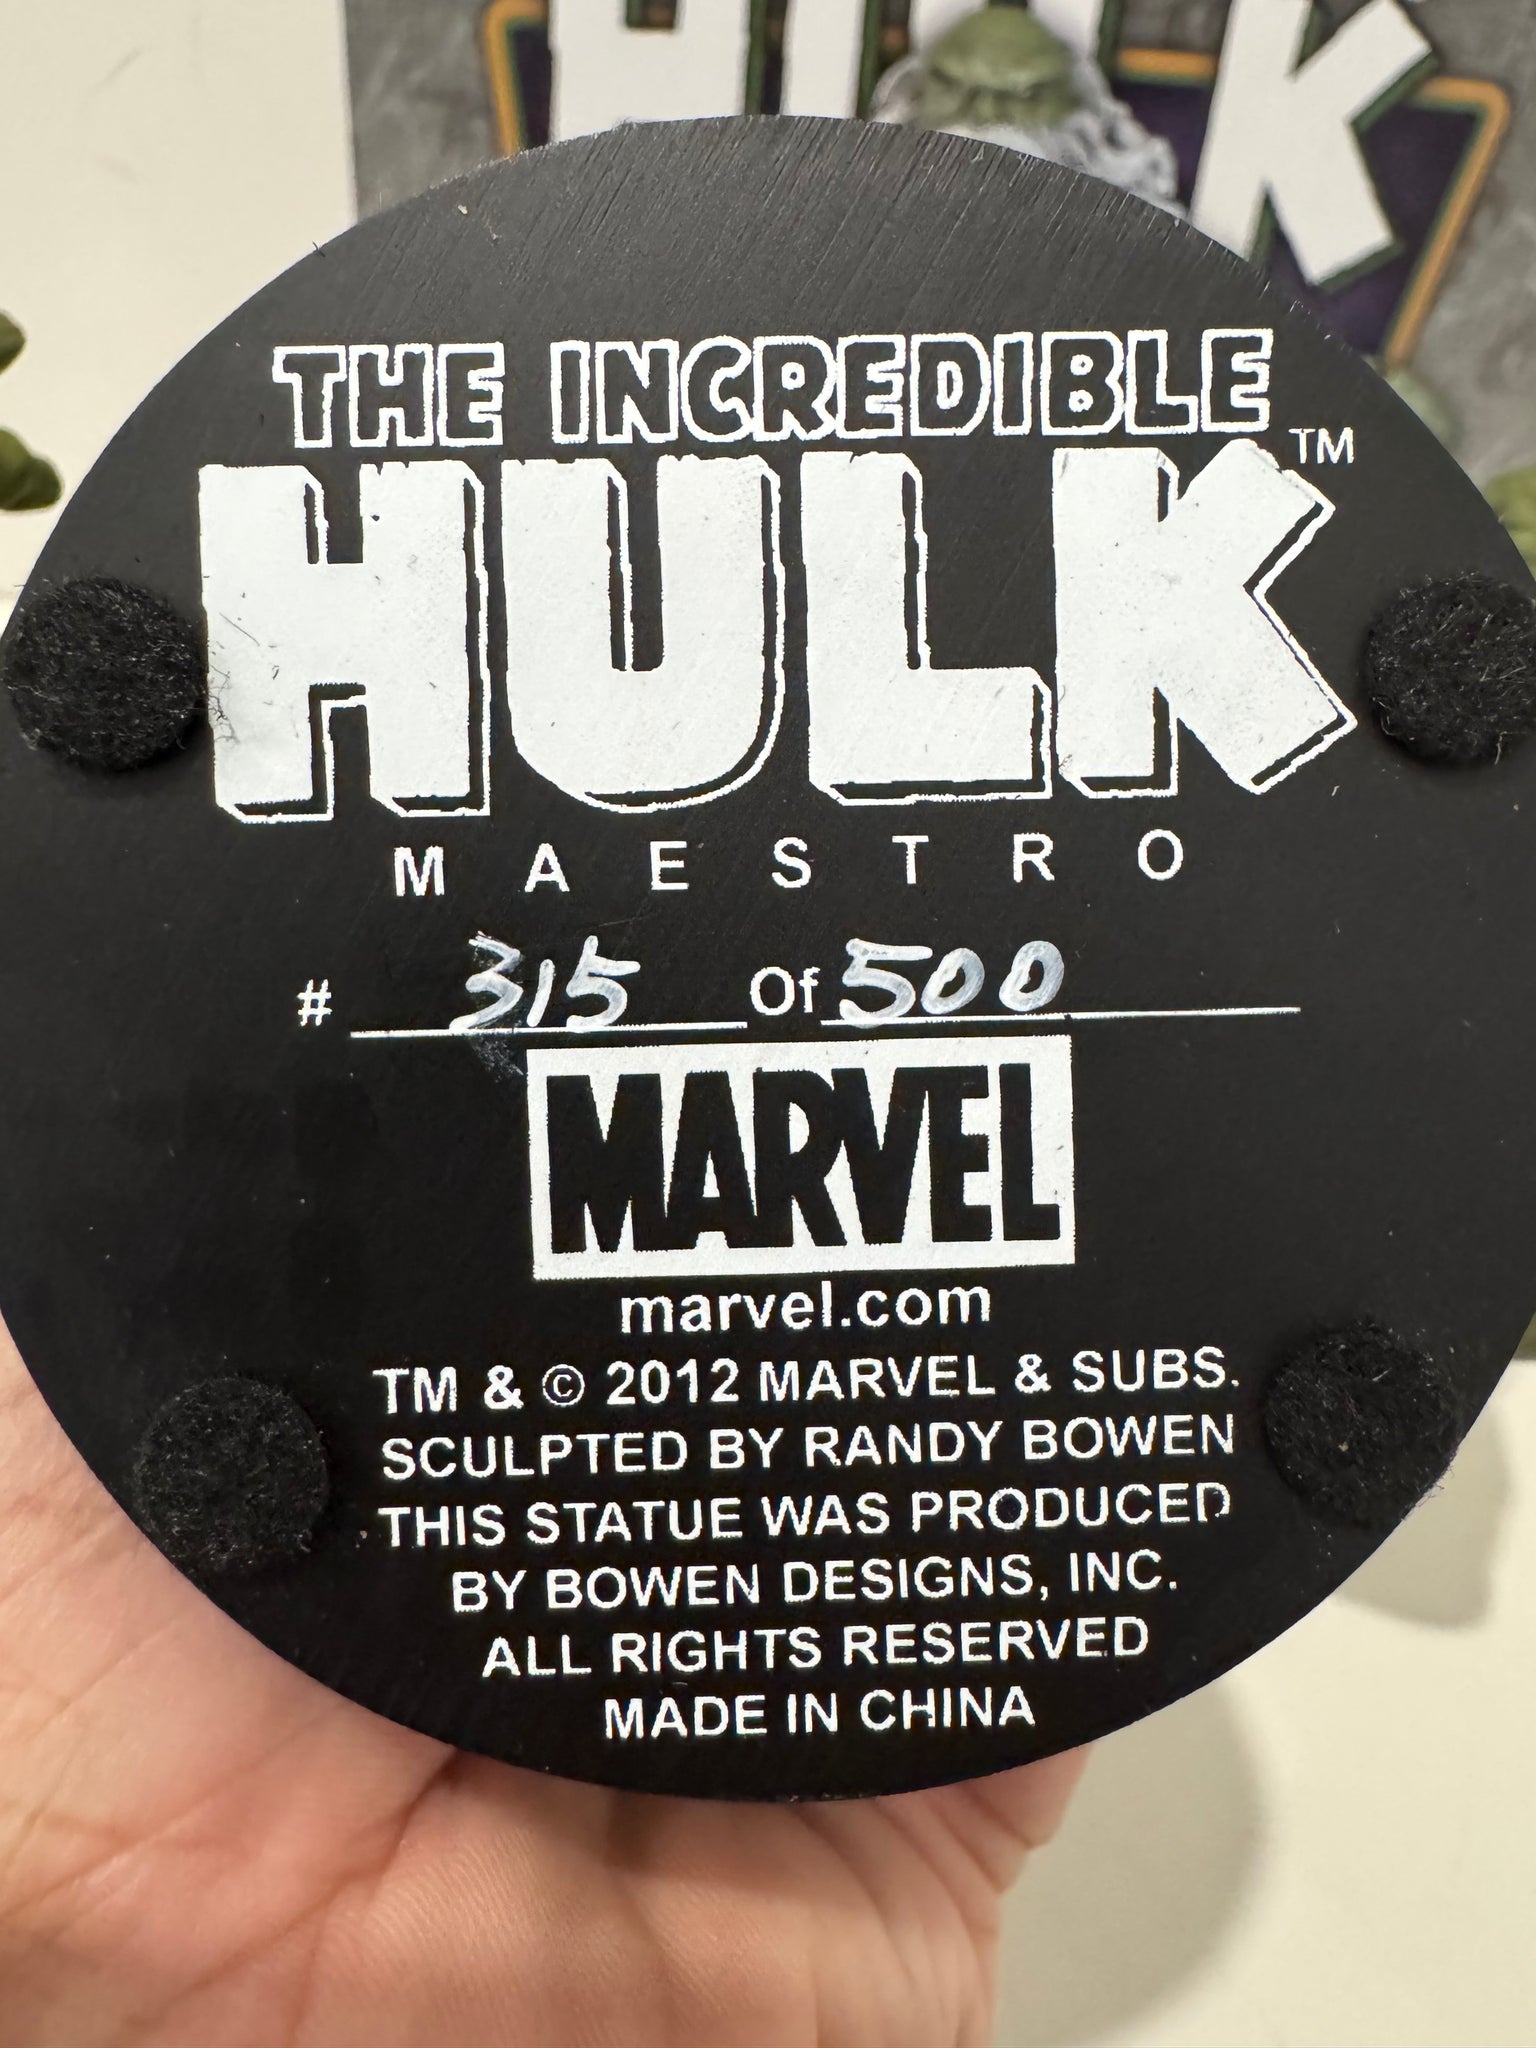 HULK
THE INCREDIBLE
HULK™
MAESTRO
# 315 Of 500
MARVEL
marvel.com
TM & © 2012 MARVEL & SUBS.
SCULPTED BY RANDY BOWEN
THIS STATUE WAS PRODUCED
BY BOWEN DESIGNS, INC.
ALL RIGHTS RESERVED
MADE IN CHINA